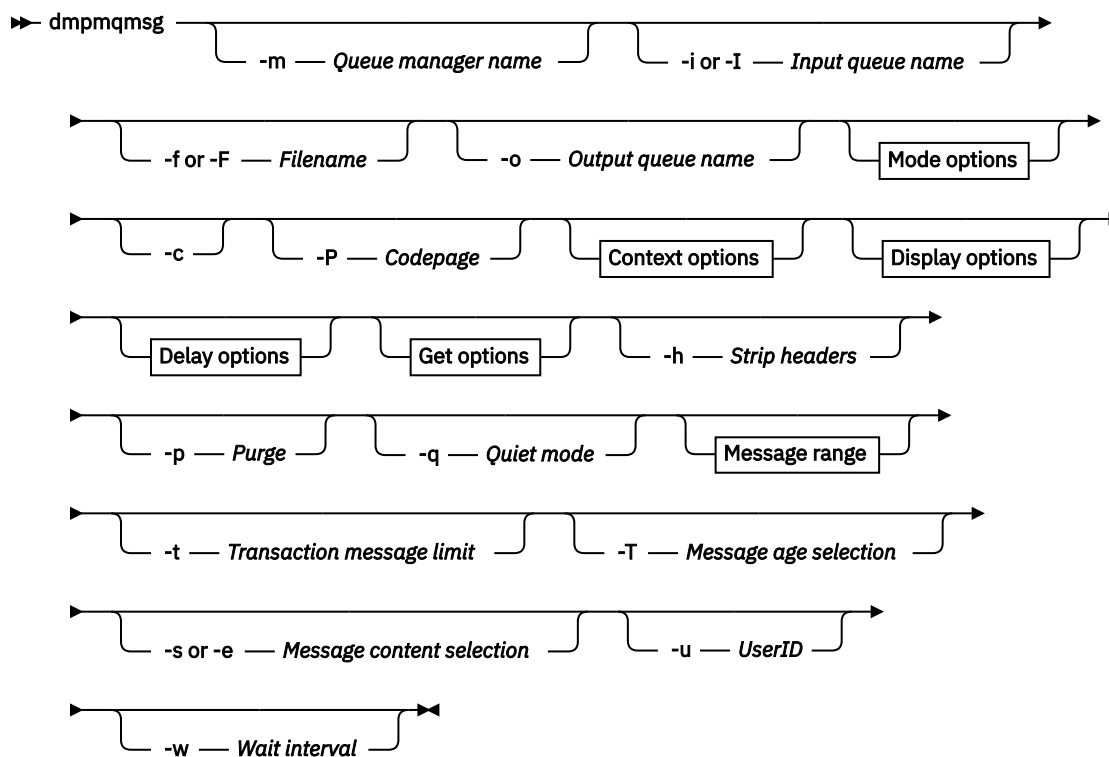 dmpmqmsg
-m Queue manager name -i or -I Input queue name
-f or -F Filename -o Output queue name Mode options
-c -P Codepage Context options Display options
Delay options Get options -h Strip headers
-p Purge -q Quiet mode Message range
-t Transaction message limit -T Message age selection
-s or -e Message content selection -u UserID
-w Wait interval